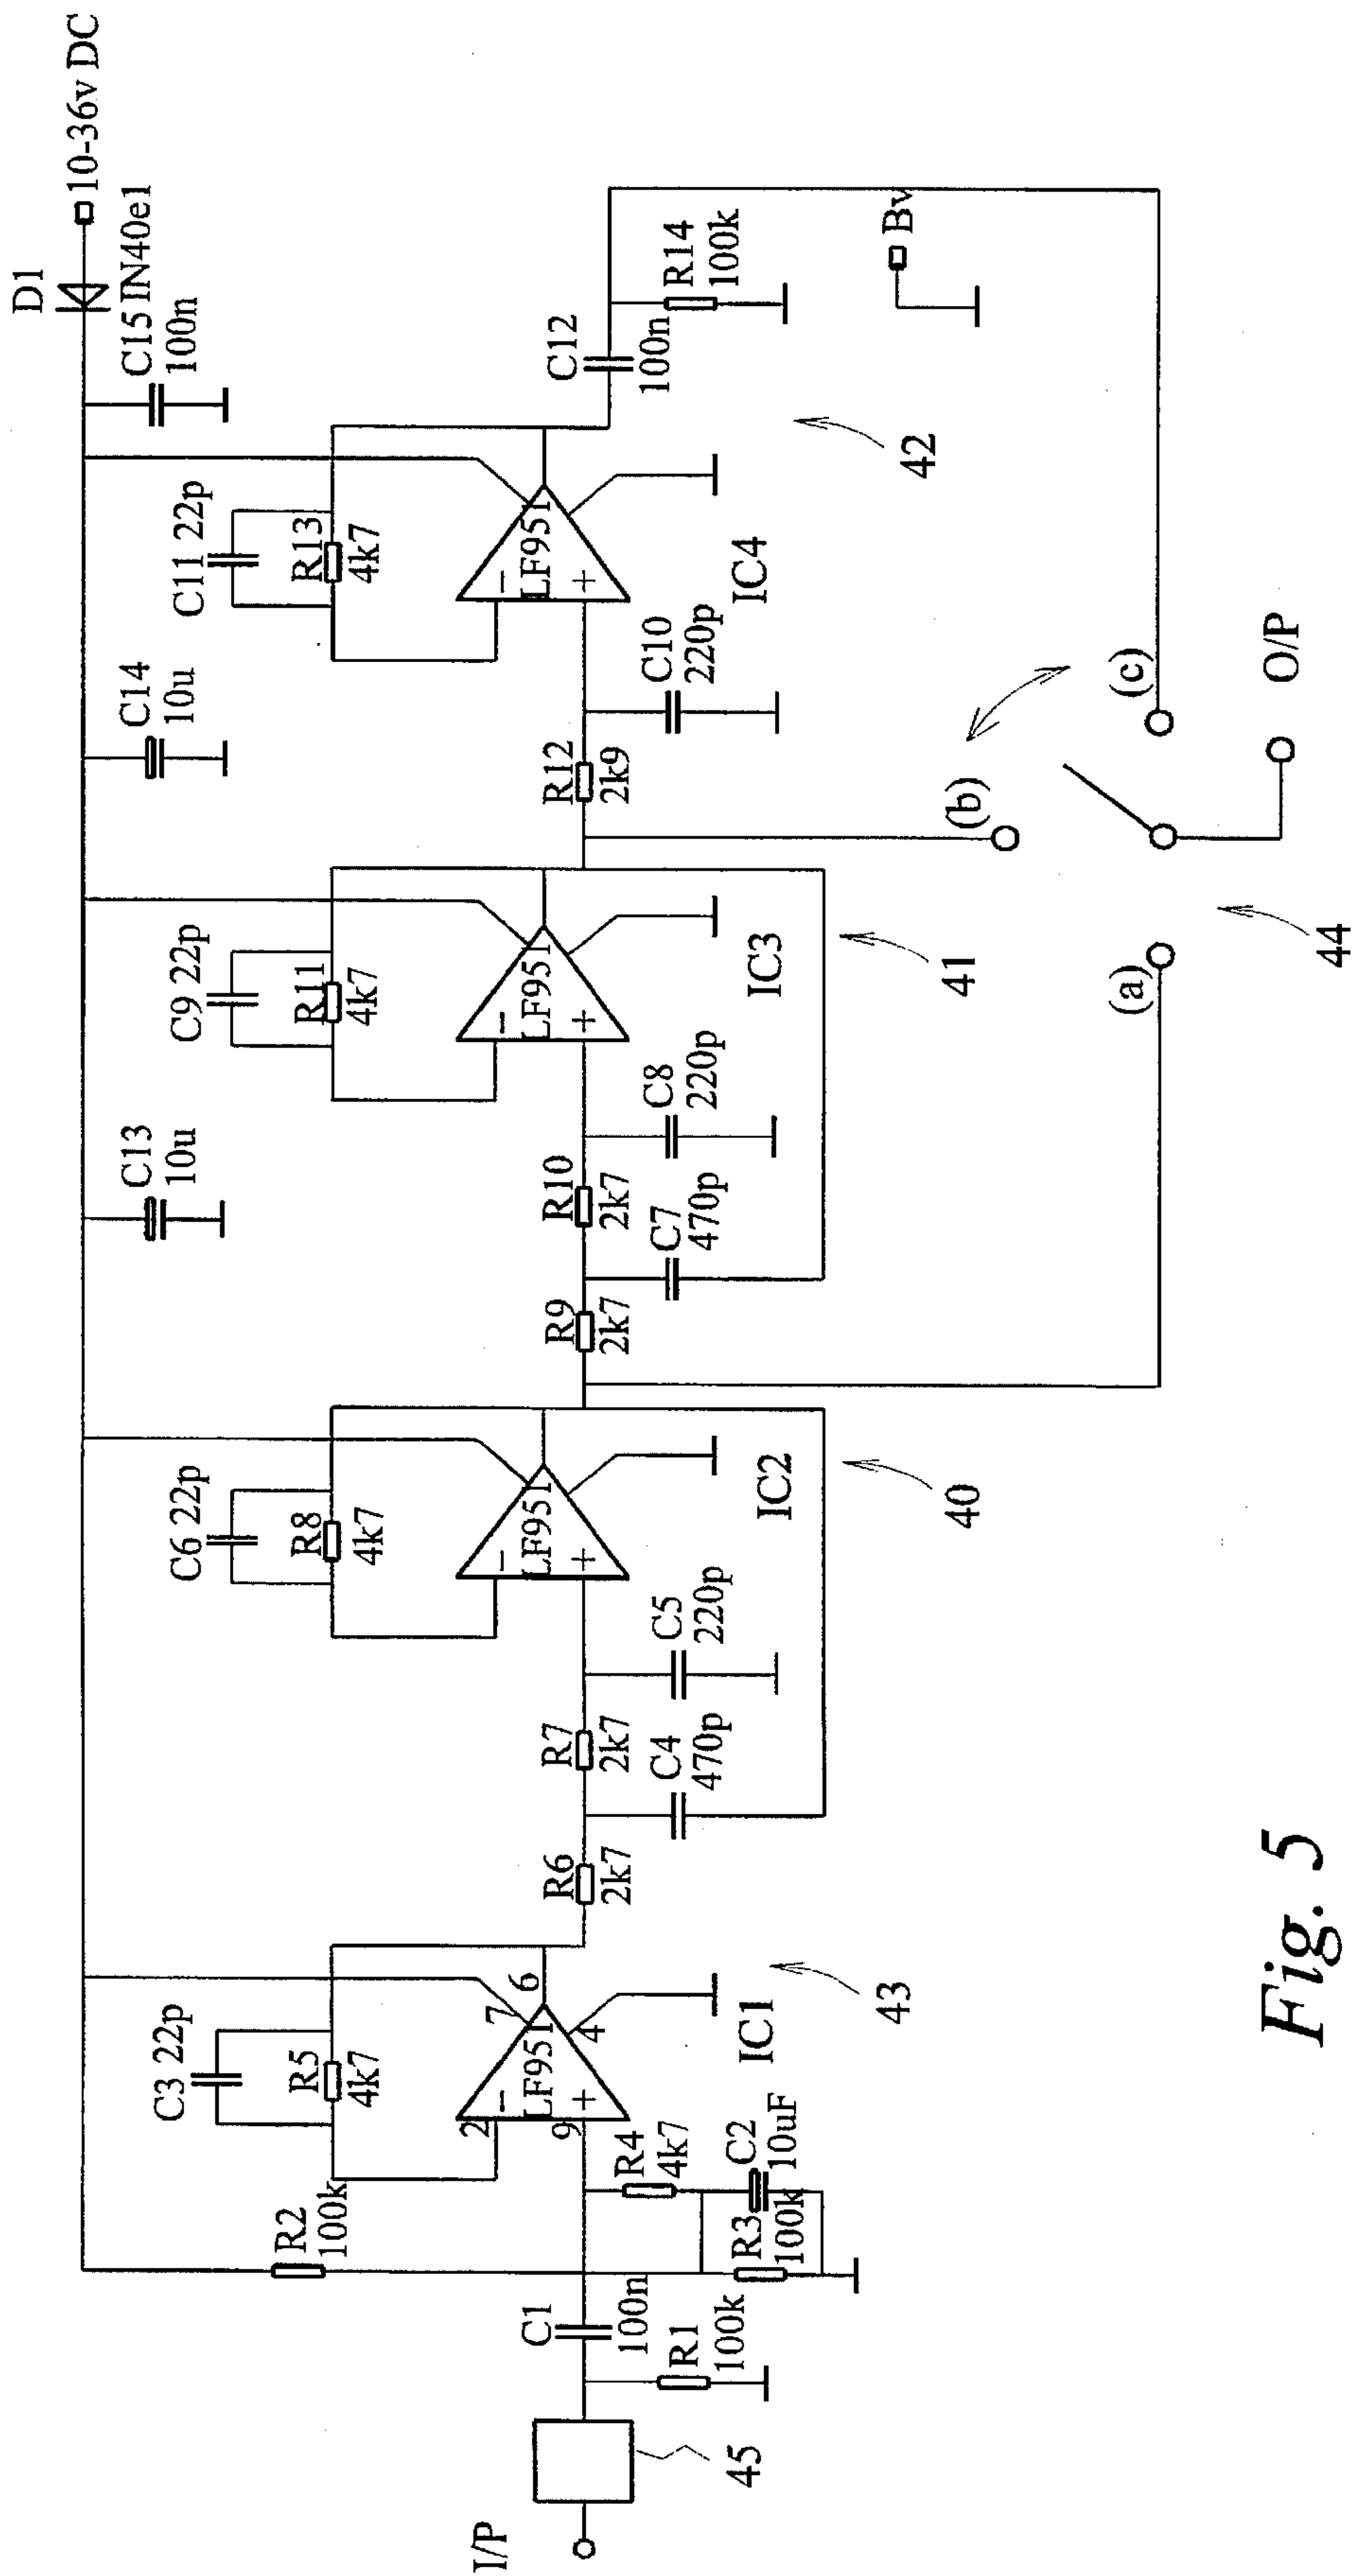 D1
10-36v DC
IN40e1
C15
100n
C14
10u
C13
10u
C11 22p
R13
4k7
C9 22p
R11
4k7
C6 22p
R8
4k7
C3 22p
R5
4k7
R2
100k
I/P
45
C1
100n
R1
100k
R3
100k
R4
4k7
C2
10uF
2
9
7
6
4
−
LF951
+
IC1
43
R6
2k7
R7
2k7
C4
470p
C5
220p
−
LF951
+
IC2
40
R9
2k7
R10
2k7
C7
470p
C8
220p
−
LF951
+
IC3
41
R12
2k9
C10
220p
−
LF951
+
IC4
42
C12
100n
R14
100k
Bv
(a)
(b)
(c)
O/P
44
Fig. 5